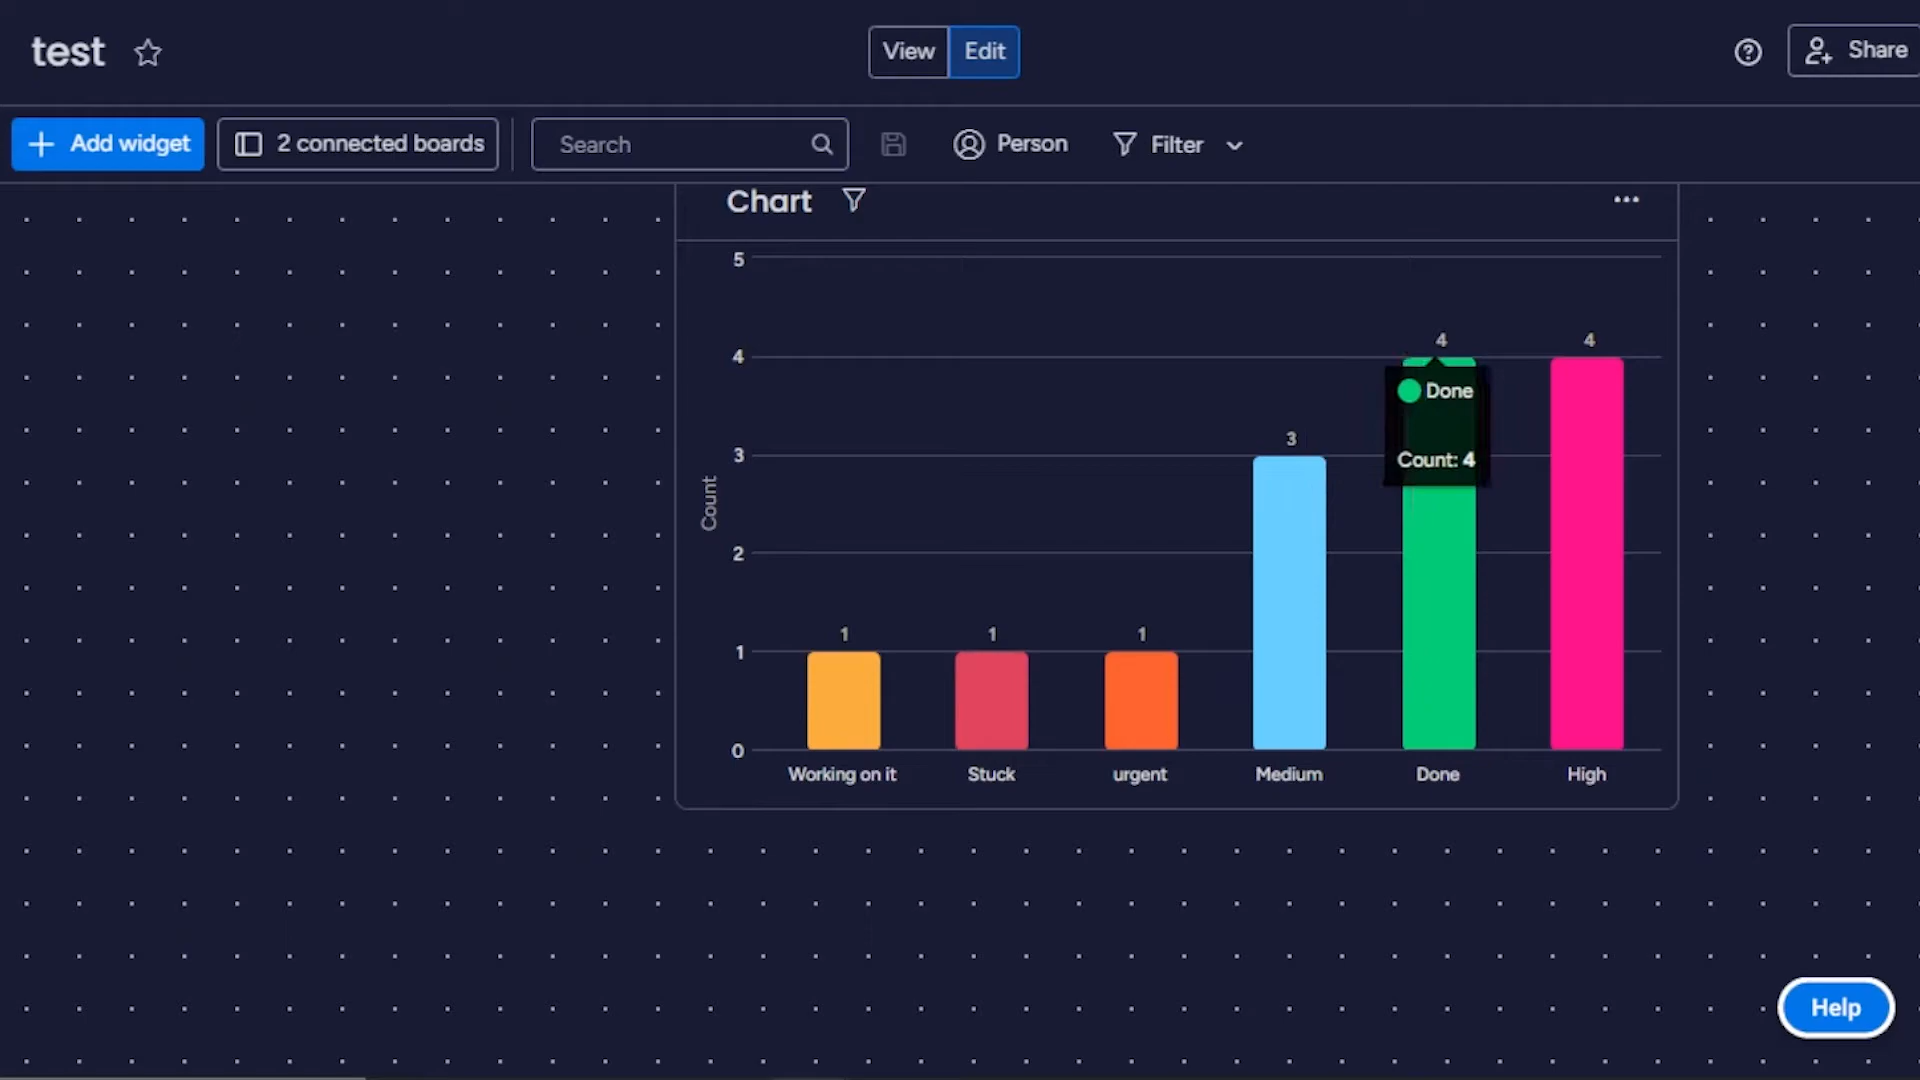 test
View Edit
Share
Add widget
2 connected boards
Search
Person
Filter
Chart
5
4
3
2
1
0
Count
1
1
1
3
4
4
Done
Count: 4
Working on it
Stuck
urgent
Medium
Done
High
Help